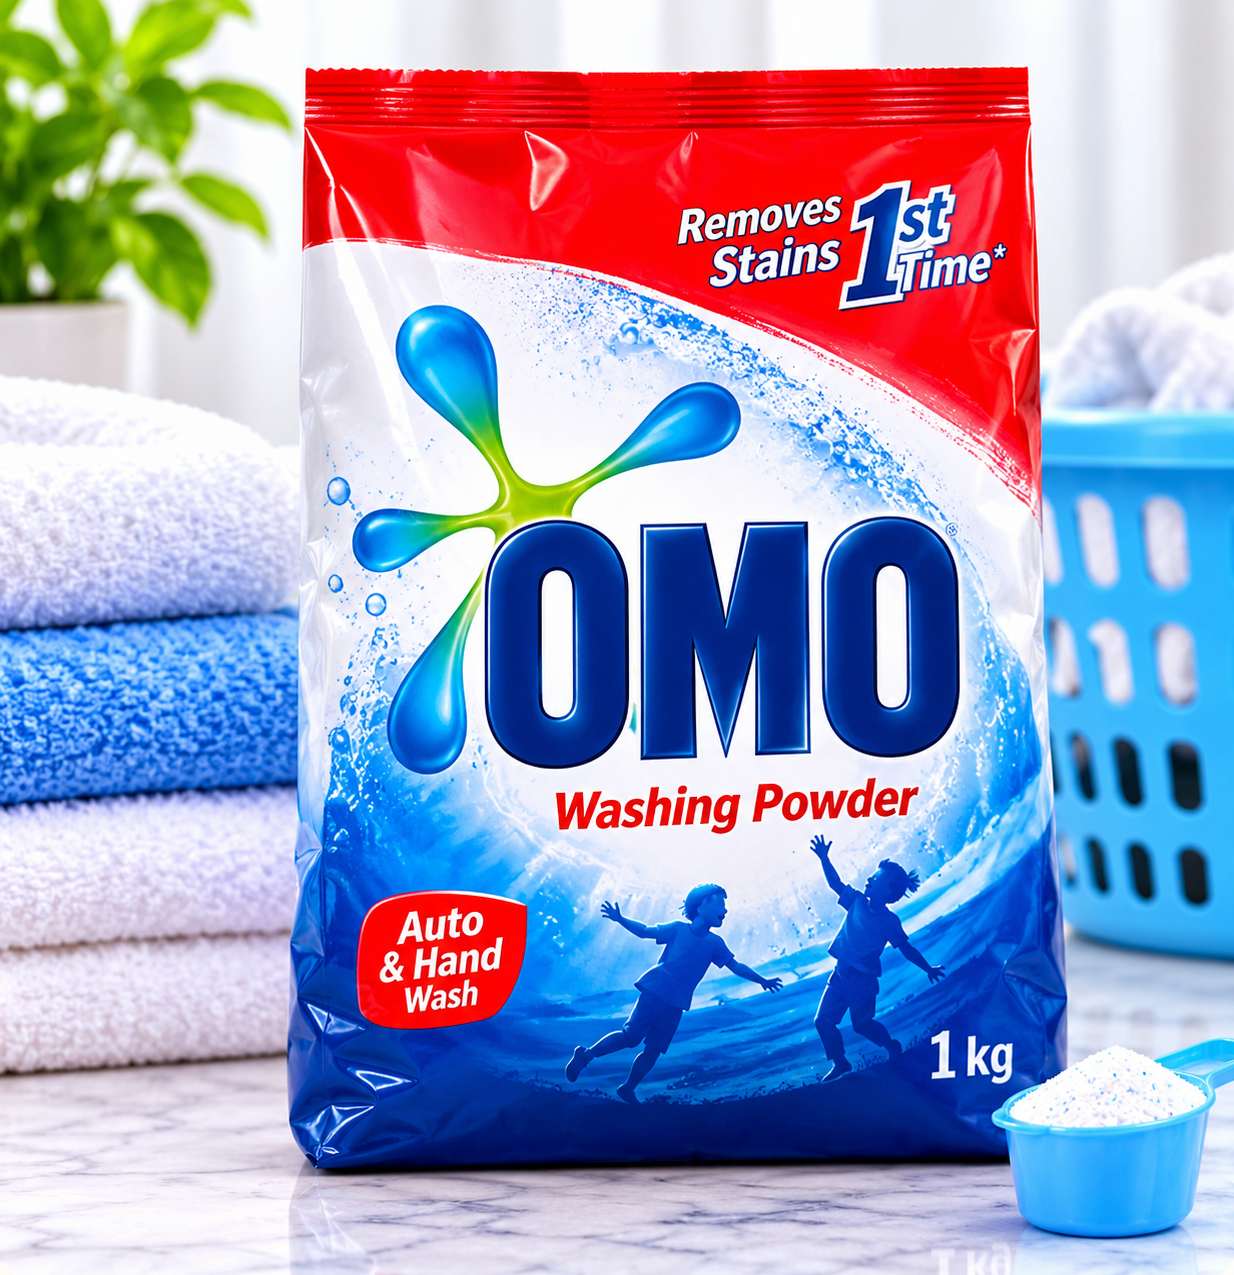 Removes
Stains
1st
Time*
OMO®
Washing Powder
Auto
& Hand
Wash
1 kg